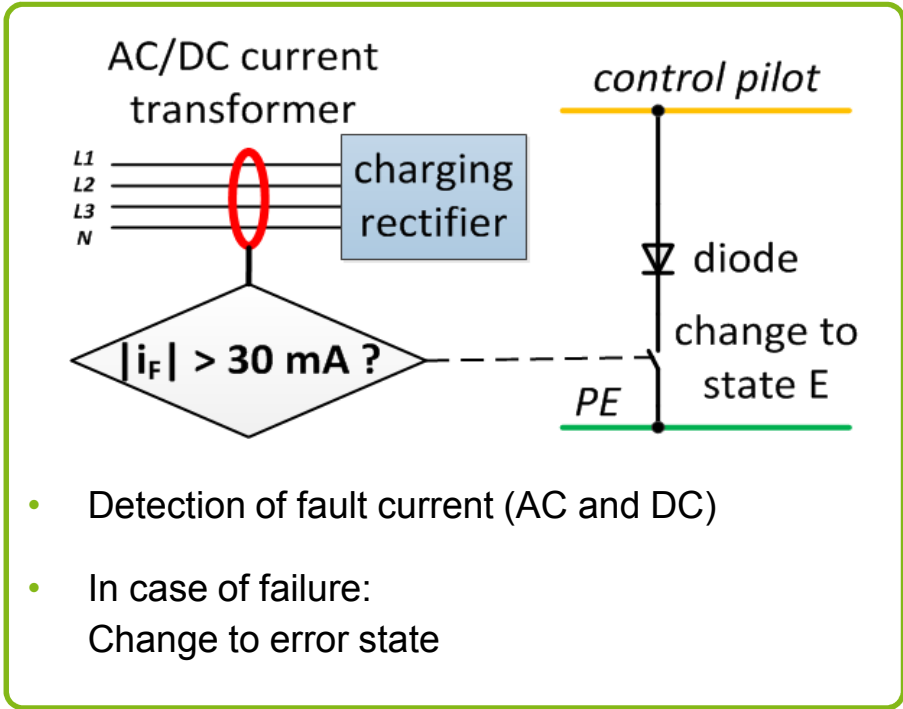 AC/DC current
transformer
L1
L2
L3
N
charging
rectifier
|iF| > 30 mA ?
control pilot
diode
change to
state E
PE
• Detection of fault current (AC and DC)
• In case of failure:
Change to error state